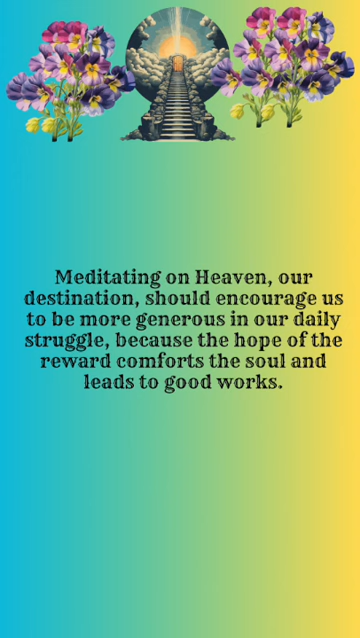 Meditating on Heaven, our
destination, should encourage us
to be more generous in our daily
struggle, because the hope of the
reward comforts the soul and
leads to good works.